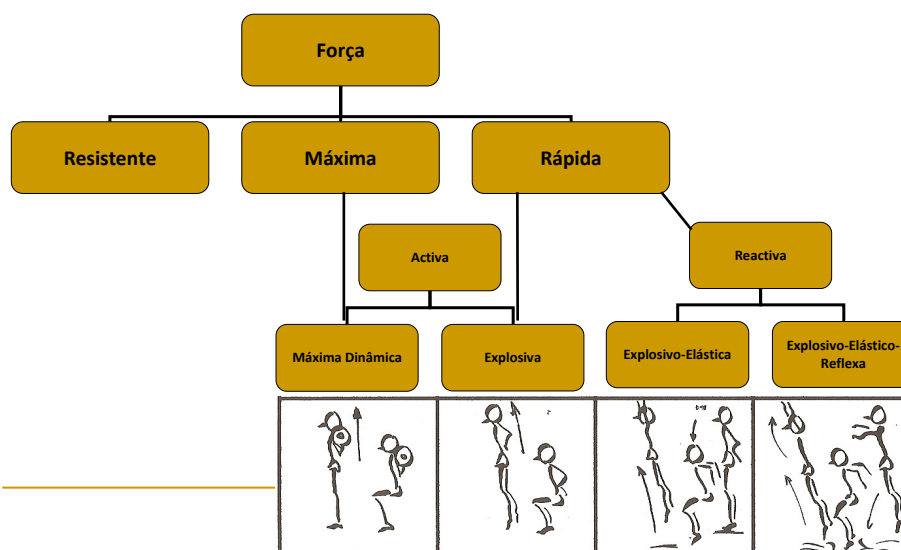 Força
Resistente
Máxima
Rápida
Activa
Reactiva
Máxima Dinâmica
Explosiva
Explosivo-Elástica
Explosivo-Elástico-
Reflexa